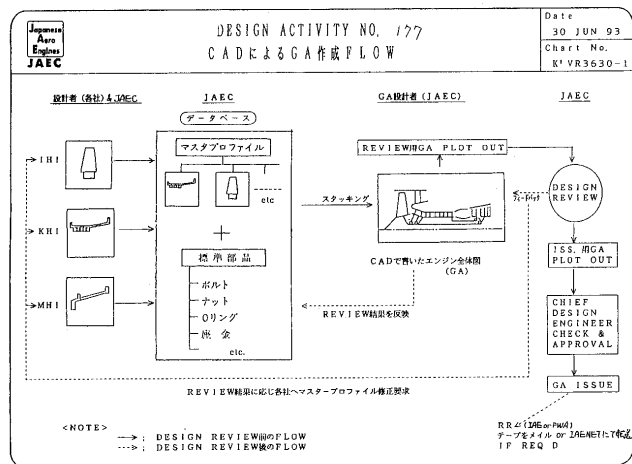 Japanese
Aero
Engines
JAEC
DESIGN ACTIVITY NO. 177
CADによるGA作成FLOW
Date
30 JUN 93
Chart No.
K' VR3630-1
設計者(各社)&JAEC
JAEC
GA設計者(JAEC)
JAEC
データベース
マスタプロファイル
etc
標準部品
ボルト
ナット
Oリング
座金
etc.
IHI
KHI
MHI
スタッキング
REVIEW用GA PLOT OUT
CADで書いたエンジン全体図
(GA)
REVIEW結果を反映
フィードバック
DESIGN
REVIEW
ISS.用GA
PLOT OUT
CHIEF
DESIGN
ENGINEER
CHECK &
APPROVAL
GA ISSUE
REVIEW結果に応じ各社へマスタープロファイル修正要求
<NOTE>
; DESIGN REVIEW前のFLOW
; DESIGN REVIEW後のFLOW
RRへ(IAE or PWA)
テープをメイル or IAENETにて転送
IF REQ D